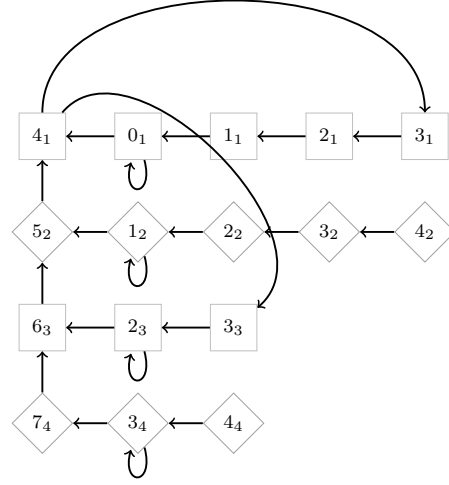 4₁ 0₁ 1₁ 2₁ 3₁
5₂ 1₂ 2₂ 3₂ 4₂
6₃ 2₃ 3₃
7₄ 3₄ 4₄